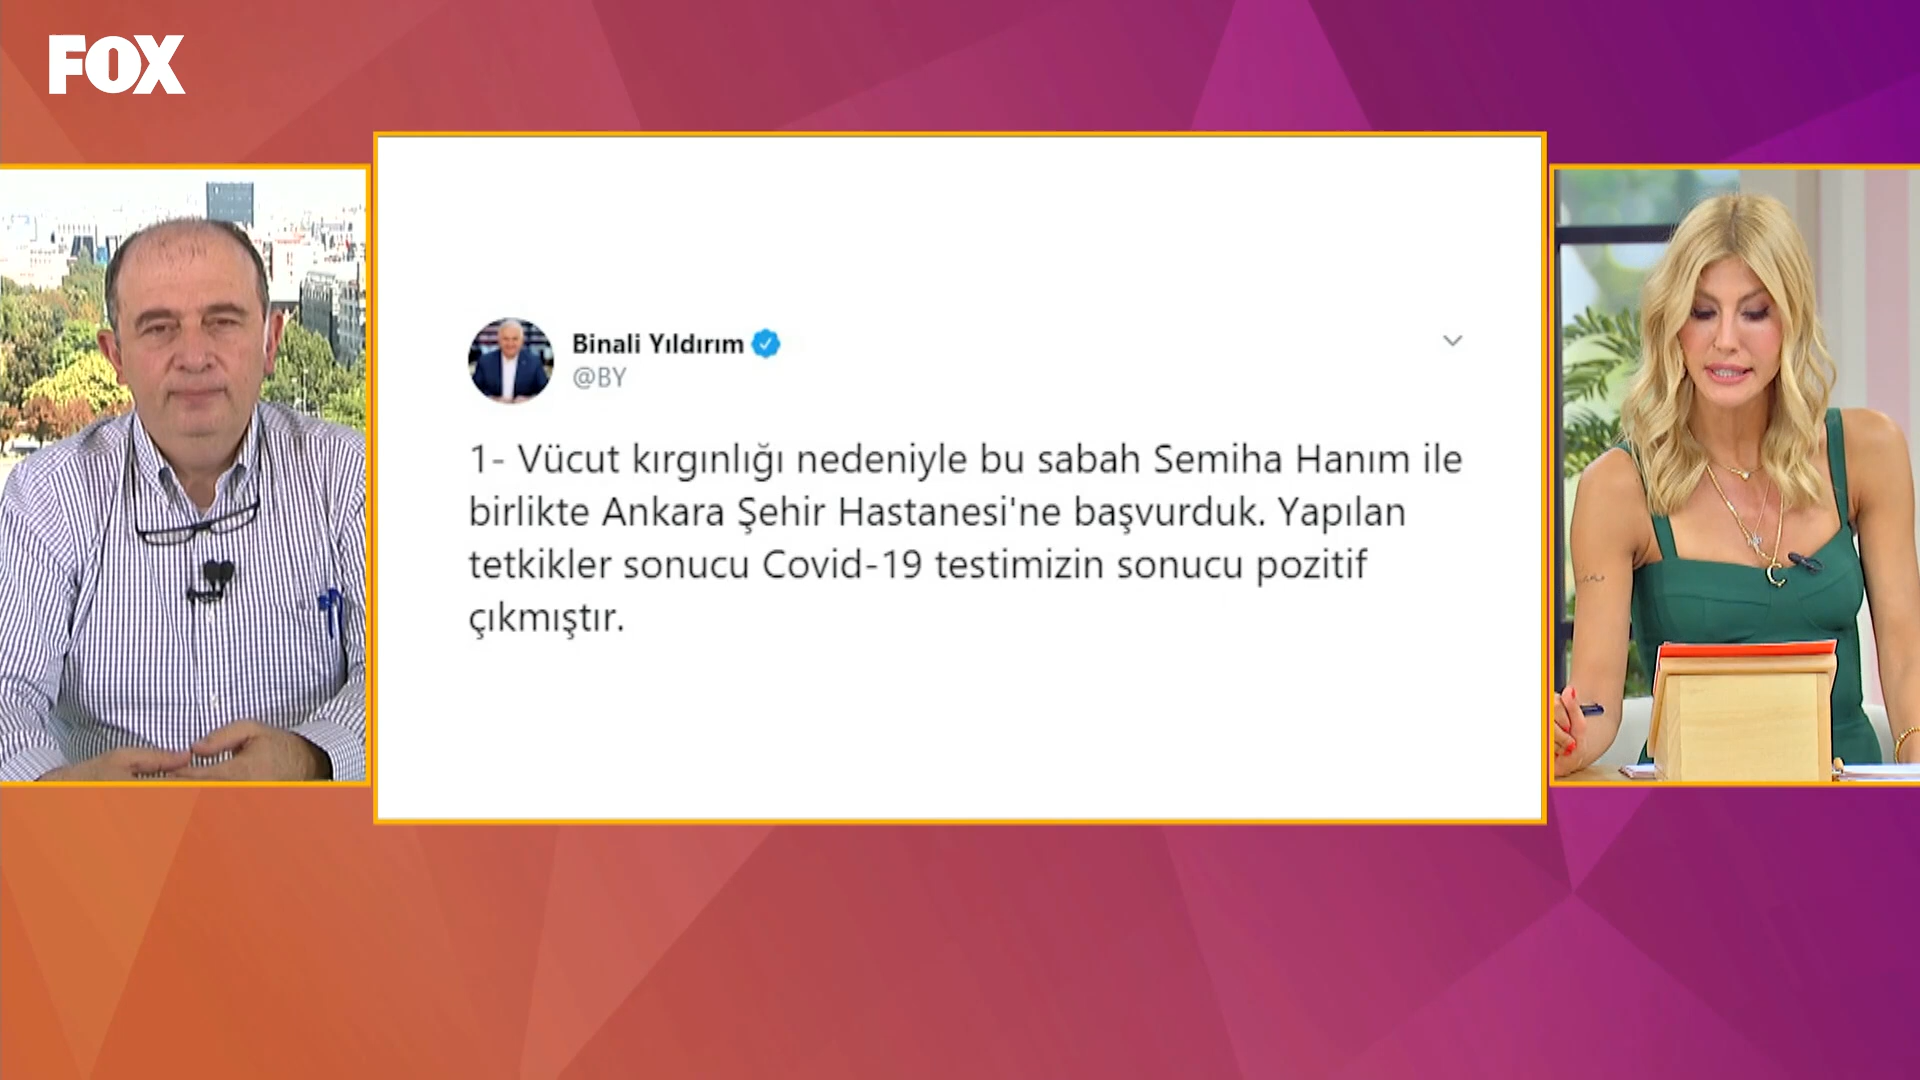 FOX
Binali Yıldırım
@BY
1- Vücut kırgınlığı nedeniyle bu sabah Semiha Hanım ile
birlikte Ankara Şehir Hastanesi'ne başvurduk. Yapılan
tetkikler sonucu Covid-19 testimizin sonucu pozitif
çıkmıştır.